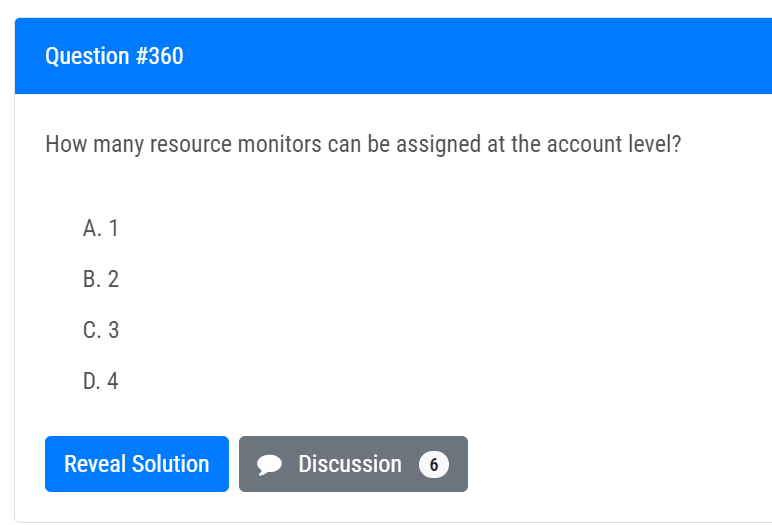 Question #360
How many resource monitors can be assigned at the account level?
A. 1
B. 2
C. 3
D. 4
Reveal Solution
Discussion 6